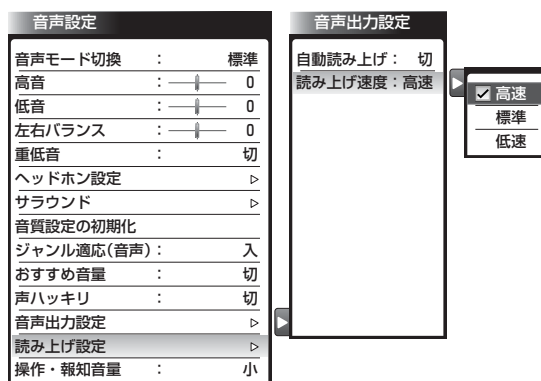 音声設定
音声モード切換 : 標準
高音 : 0
低音 : 0
左右バランス : 0
重低音 : 切
ヘッドホン設定
サラウンド
音質設定の初期化
ジャンル適応(音声) : 入
おすすめ音量 : 切
声ハッキリ : 切
音声出力設定
読み上げ設定
操作・報知音量 : 小
音声出力設定
自動読み上げ : 切
読み上げ速度 : 高速
高速
標準
低速